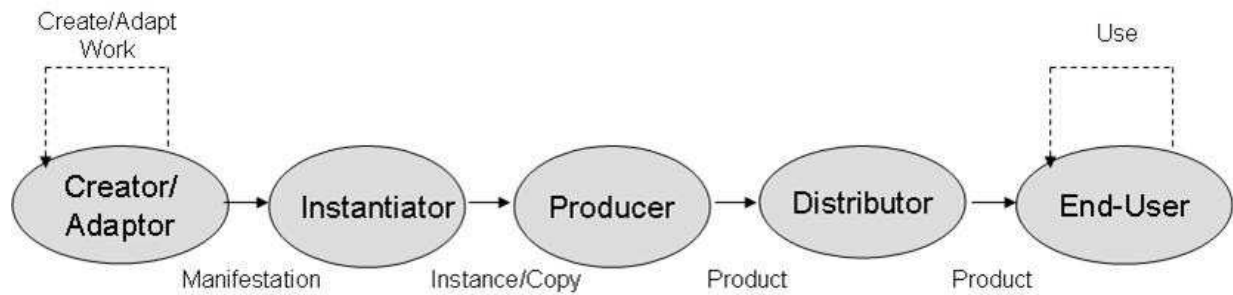 Create/Adapt
Work
Use
Creator/
Adaptor
Instantiator
Producer
Distributor
End-User
Manifestation
Instance/Copy
Product
Product